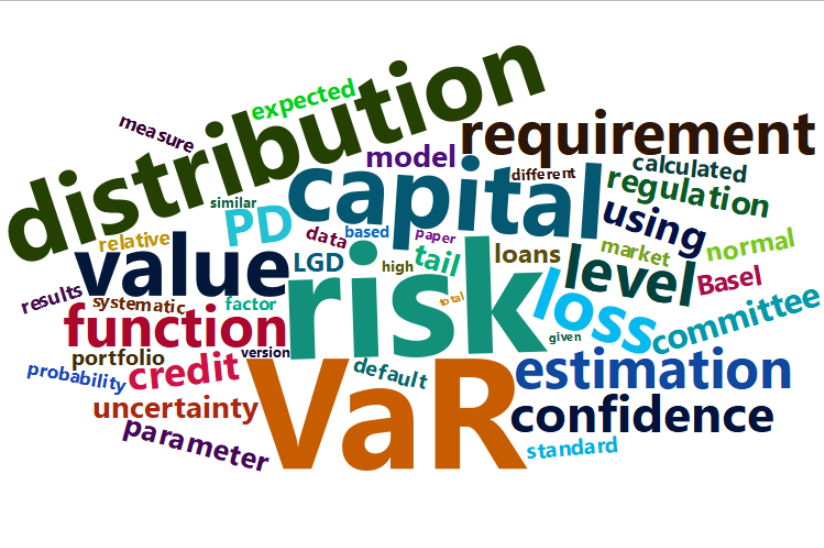 distribution
expected
measure
requirement
model
capital
different
calculated
regulation
similar
PD
relative
data
based
paper
using
value
LGD
high
tail
loans
market
normal
level
Basel
results
systematic
factor
risk
total
loss
committee
function
version
given
portfolio
probability
credit
default
estimation
uncertainty
VaR
confidence
parameter
standard